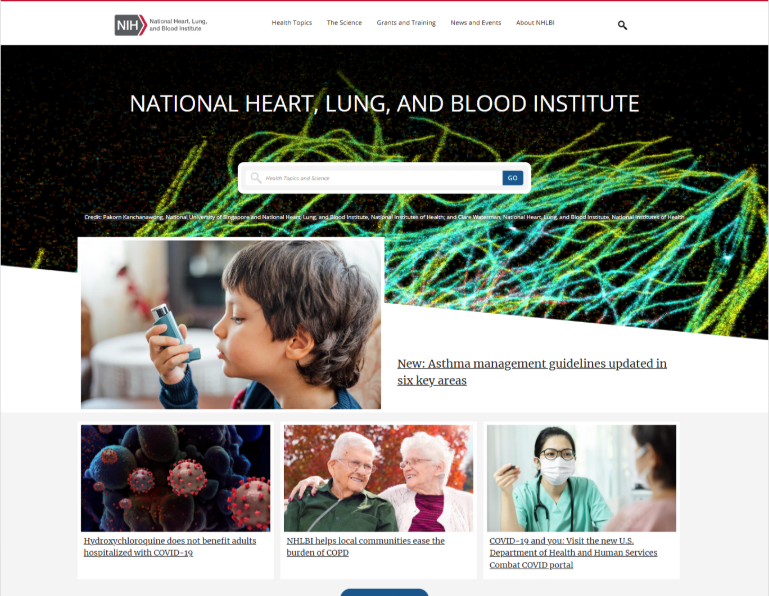 NIH National Heart, Lung,
and Blood Institute
Health Topics The Science Grants and Training News and Events About NHLBI
NATIONAL HEART, LUNG, AND BLOOD INSTITUTE
Health Topics and Science GO
Credit: Pakorn Kanchanawong, National University of Singapore and National Heart, Lung, and Blood Institute, National Institutes of Health; and Clare Waterman, National Heart, Lung, and Blood Institute, National Institutes of Health
New: Asthma management guidelines updated in
six key areas
Hydroxychloroquine does not benefit adults
hospitalized with COVID-19
NHLBI helps local communities ease the
burden of COPD
COVID-19 and you: Visit the new U.S.
Department of Health and Human Services
Combat COVID portal